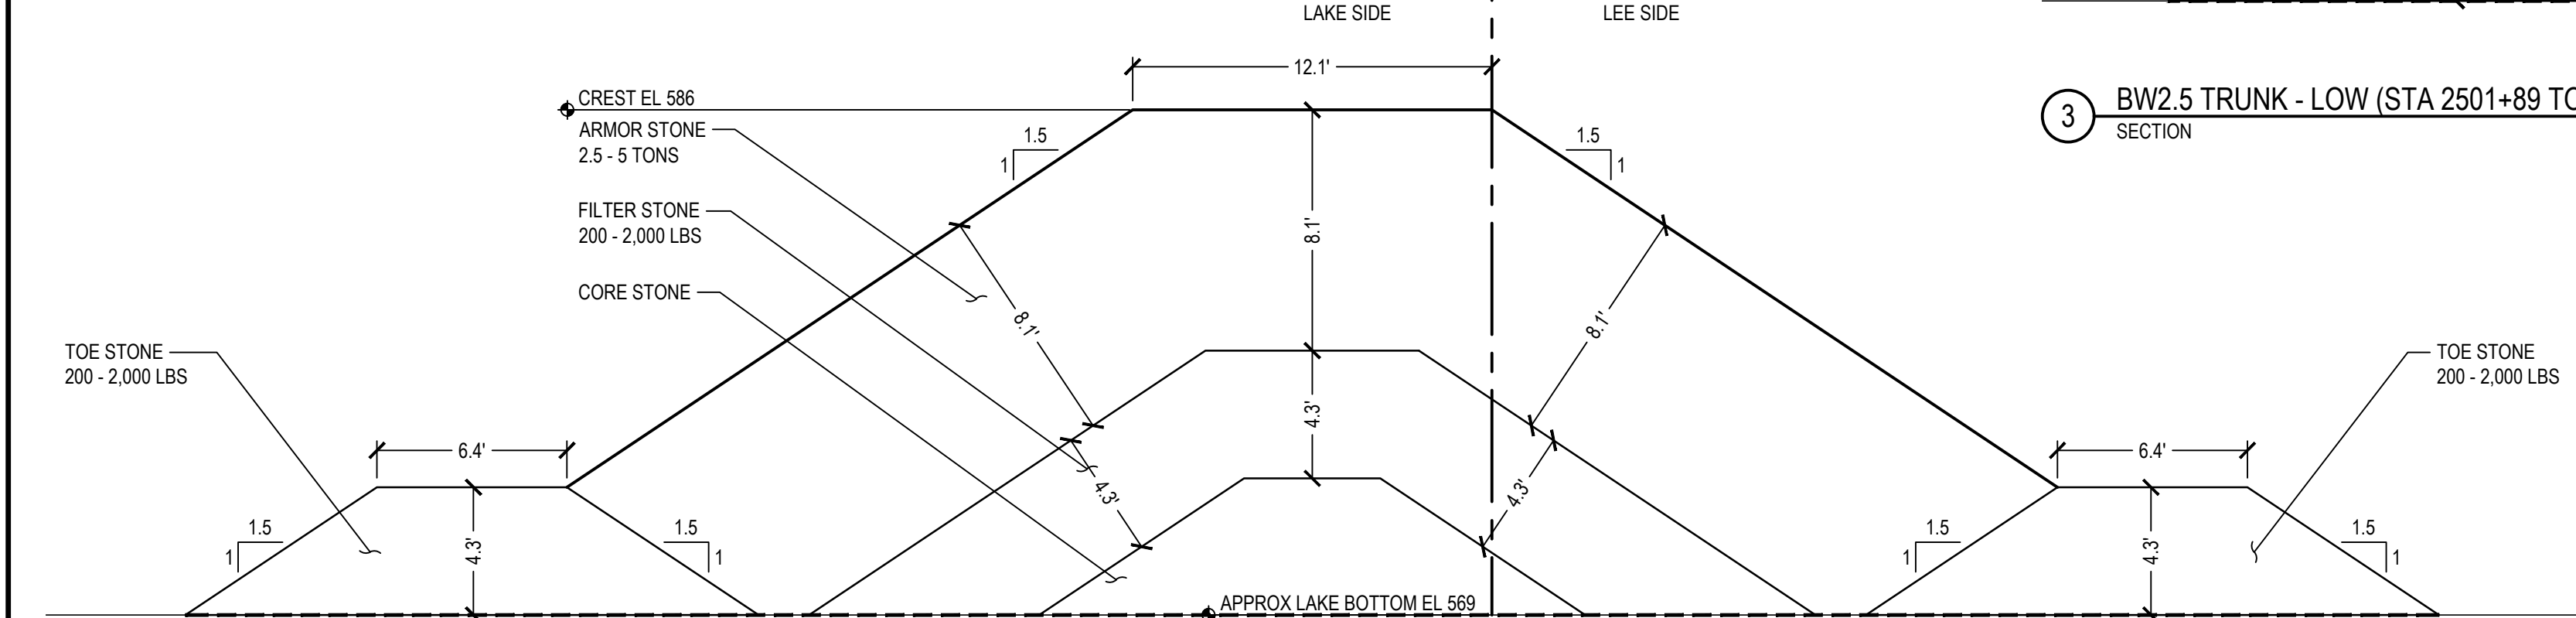 LAKE SIDE
LEE SIDE
12.1'
CREST EL 586
ARMOR STONE
2.5 - 5 TONS
1.5
1
1.5
1
3
BW2.5 TRUNK - LOW (STA 2501+89
SECTION
FILTER STONE
200 - 2,000 LBS
8.1'
CORE STONE
8.1'
8.1'
TOE STONE
200 - 2,000 LBS
TOE STONE
200 - 2,000 LBS
4.3'
6.4'
6.4'
4.3'
4.3'
1.5
1
4.3'
1.5
1
1.5
1
4.3'
1.5
1
APPROX LAKE BOTTOM EL 569